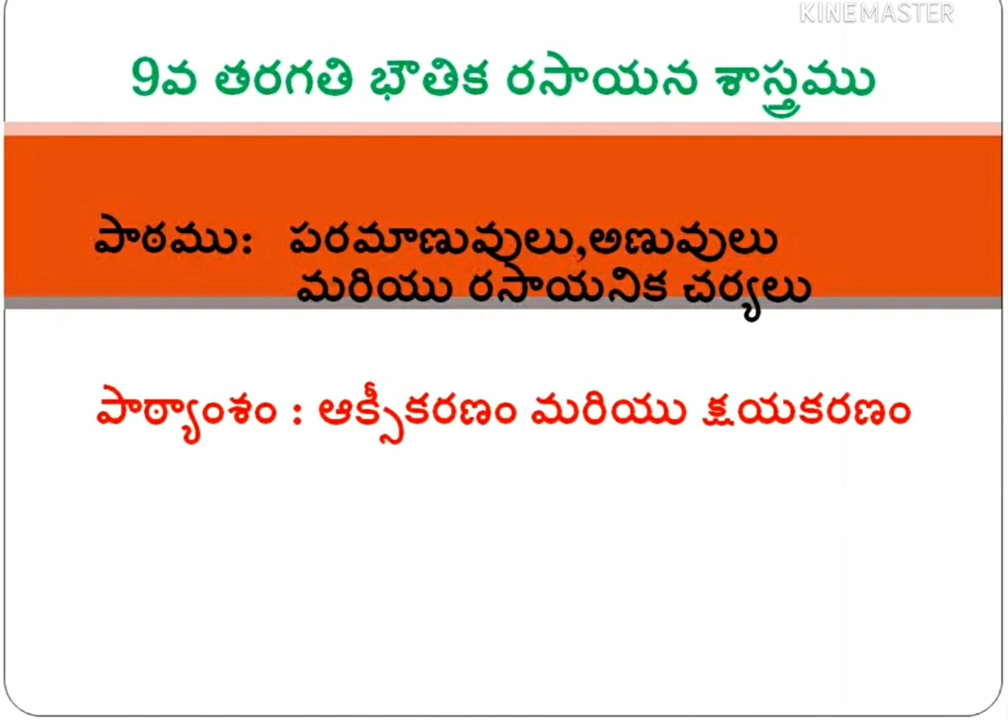 KINEMASTER
9వ తరగతి భౌతిక రసాయన శాస్త్రము
పాఠము: పరమాణువులు,అణువులు
మరియు రసాయనిక చర్యలు
పాఠ్యాంశం : ఆక్సీకరణం మరియు క్షయకరణం